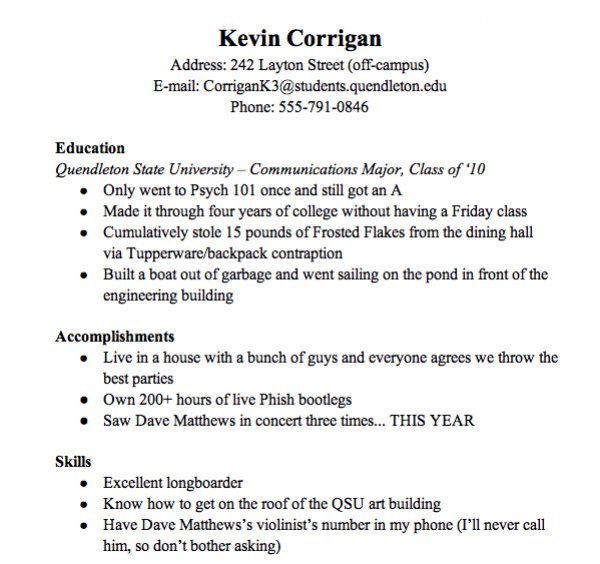 Kevin Corrigan
Address: 242 Layton Street (off-campus)
E-mail: CorriganK3@students.quendleton.edu
Phone: 555-791-0846
Education
Quendleton State University – Communications Major, Class of ‘10
● Only went to Psych 101 once and still got an A
● Made it through four years of college without having a Friday class
● Cumulatively stole 15 pounds of Frosted Flakes from the dining hall
via Tupperware/backpack contraption
● Built a boat out of garbage and went sailing on the pond in front of the
engineering building
Accomplishments
● Live in a house with a bunch of guys and everyone agrees we throw the
best parties
● Own 200+ hours of live Phish bootlegs
● Saw Dave Matthews in concert three times... THIS YEAR
Skills
● Excellent longboarder
● Know how to get on the roof of the QSU art building
● Have Dave Matthews’s violinist’s number in my phone (I’ll never call
him, so don’t bother asking)